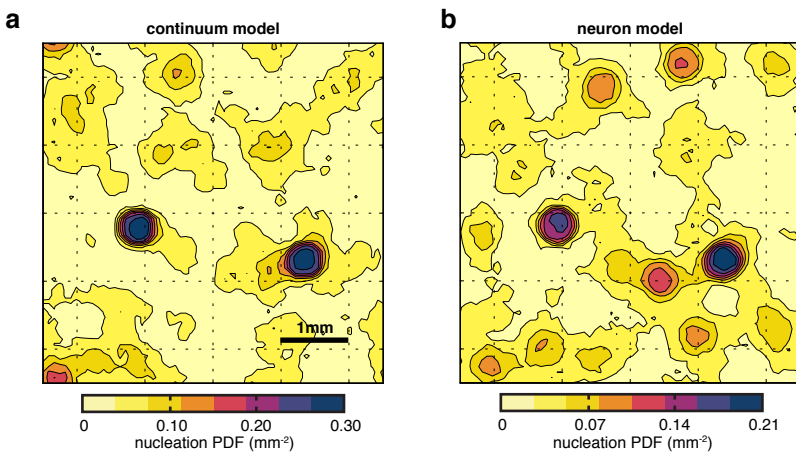 a
continuum model
1mm
0 0.10 0.20 0.30
nucleation PDF (mm-2)
b
neuron model
0 0.07 0.14 0.21
nucleation PDF (mm-2)